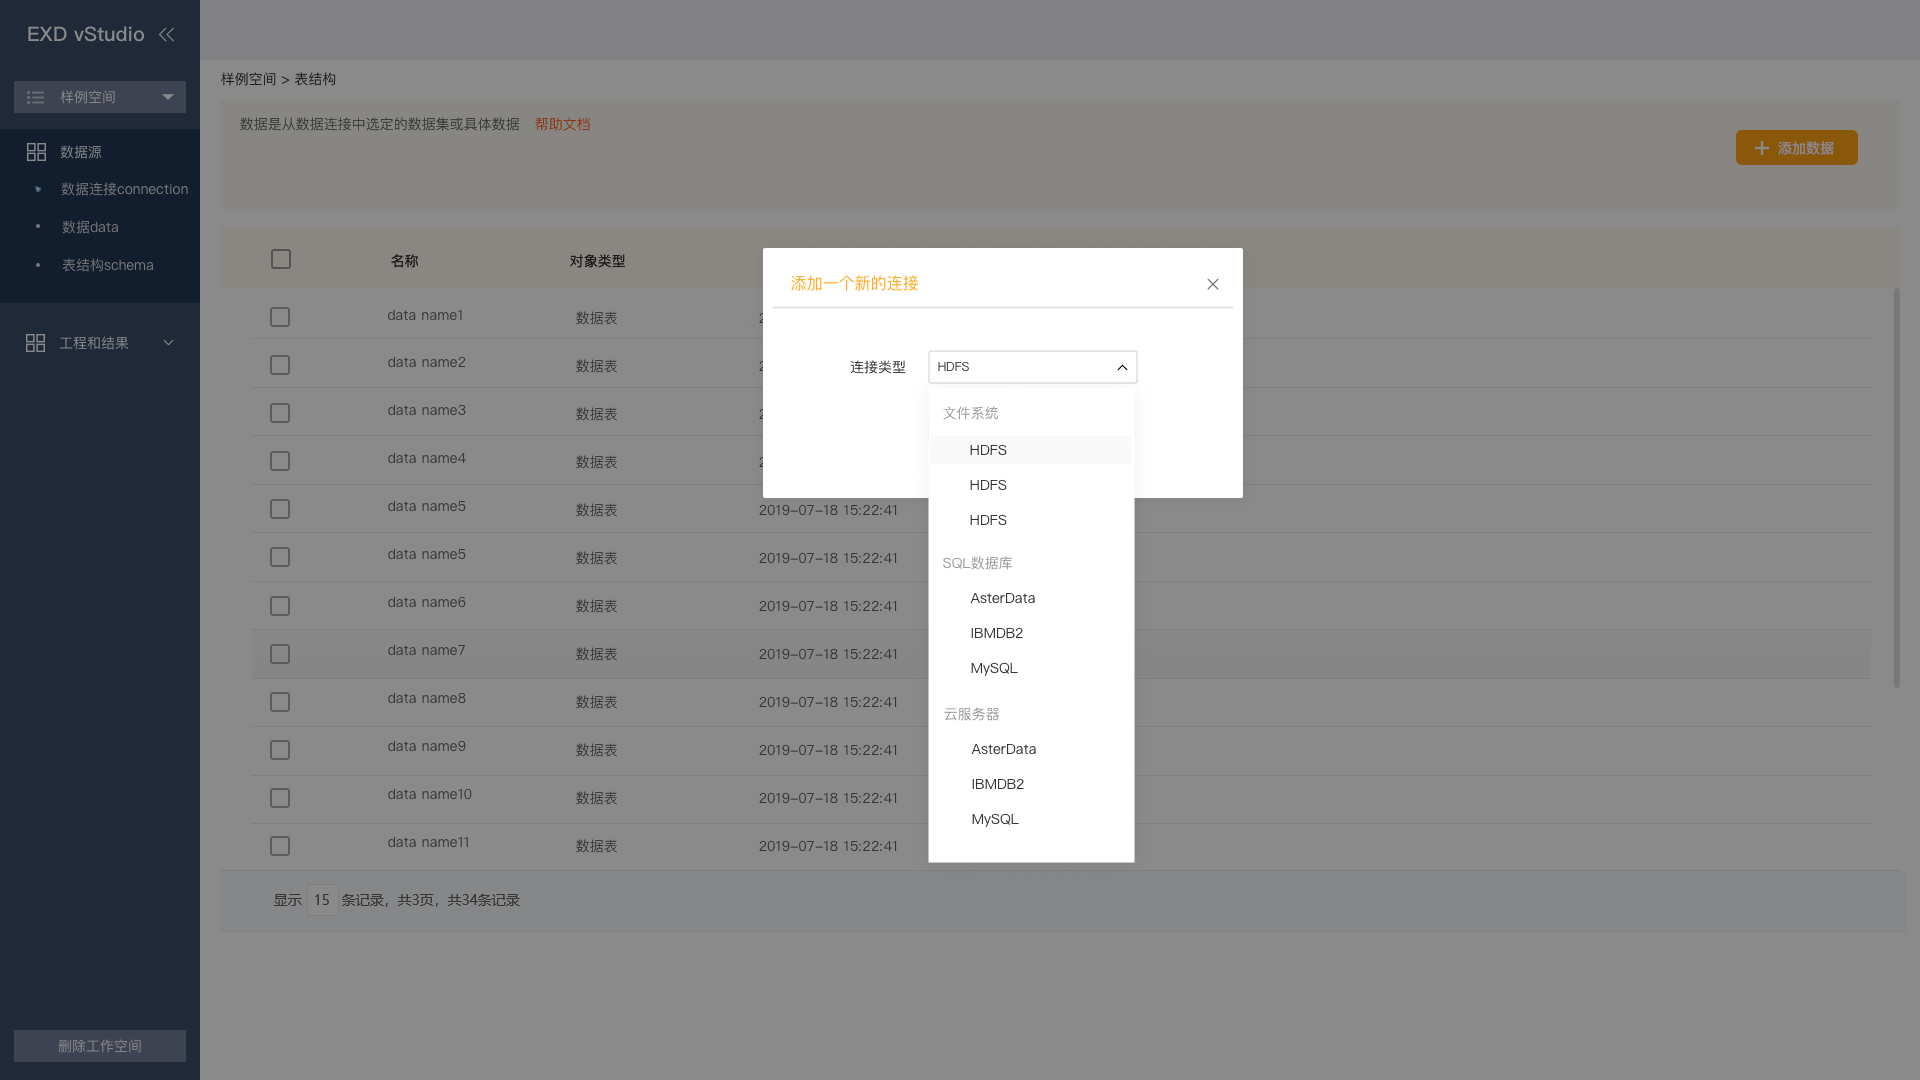 EXD vStudio
样例空间
数据源
数据连接connection
数据data
表结构schema
工程和结果
删除工作空间
样例空间 > 表结构
数据是从数据连接中选定的数据集或具体数据 帮助文档
添加数据
名称 对象类型
data name1 数据表
data name2 数据表
data name3 数据表
data name4 数据表
data name5 数据表 2019-07-18 15:22:41
data name5 数据表 2019-07-18 15:22:41
data name6 数据表 2019-07-18 15:22:41
data name7 数据表 2019-07-18 15:22:41
data name8 数据表 2019-07-18 15:22:41
data name9 数据表 2019-07-18 15:22:41
data name10 数据表 2019-07-18 15:22:41
data name11 数据表 2019-07-18 15:22:41
显示 15 条记录，共3页，共34条记录
添加一个新的连接
连接类型 HDFS
文件系统
HDFS
HDFS
HDFS
SQL数据库
AsterData
IBMDB2
MySQL
云服务器
AsterData
IBMDB2
MySQL